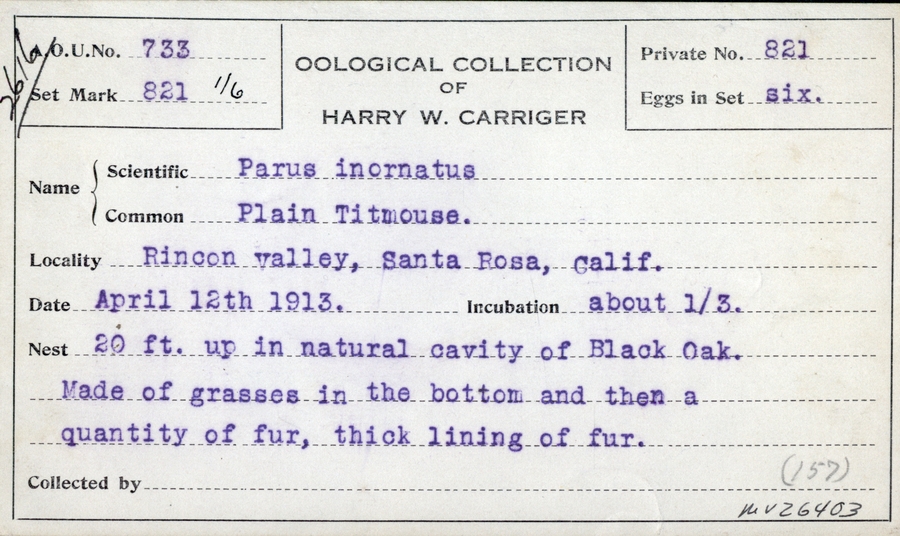 A.O.U. No. 733
Set Mark 821 1/6
OOLOGICAL COLLECTION
OF
HARRY W. CARRIGER
Private No. 821
Eggs in Set six.
Name
Scientific Parus inornatus
Common Plain Titmouse.
Locality Rincon valley, Santa Rosa, Calif.
Date April 12th 1913. Incubation about 1/3.
Nest 20 ft. up in natural cavity of Black Oak.
Made of grasses in the bottom and then a
quantity of fur, thick lining of fur.
Collected by
(157)
MV26403